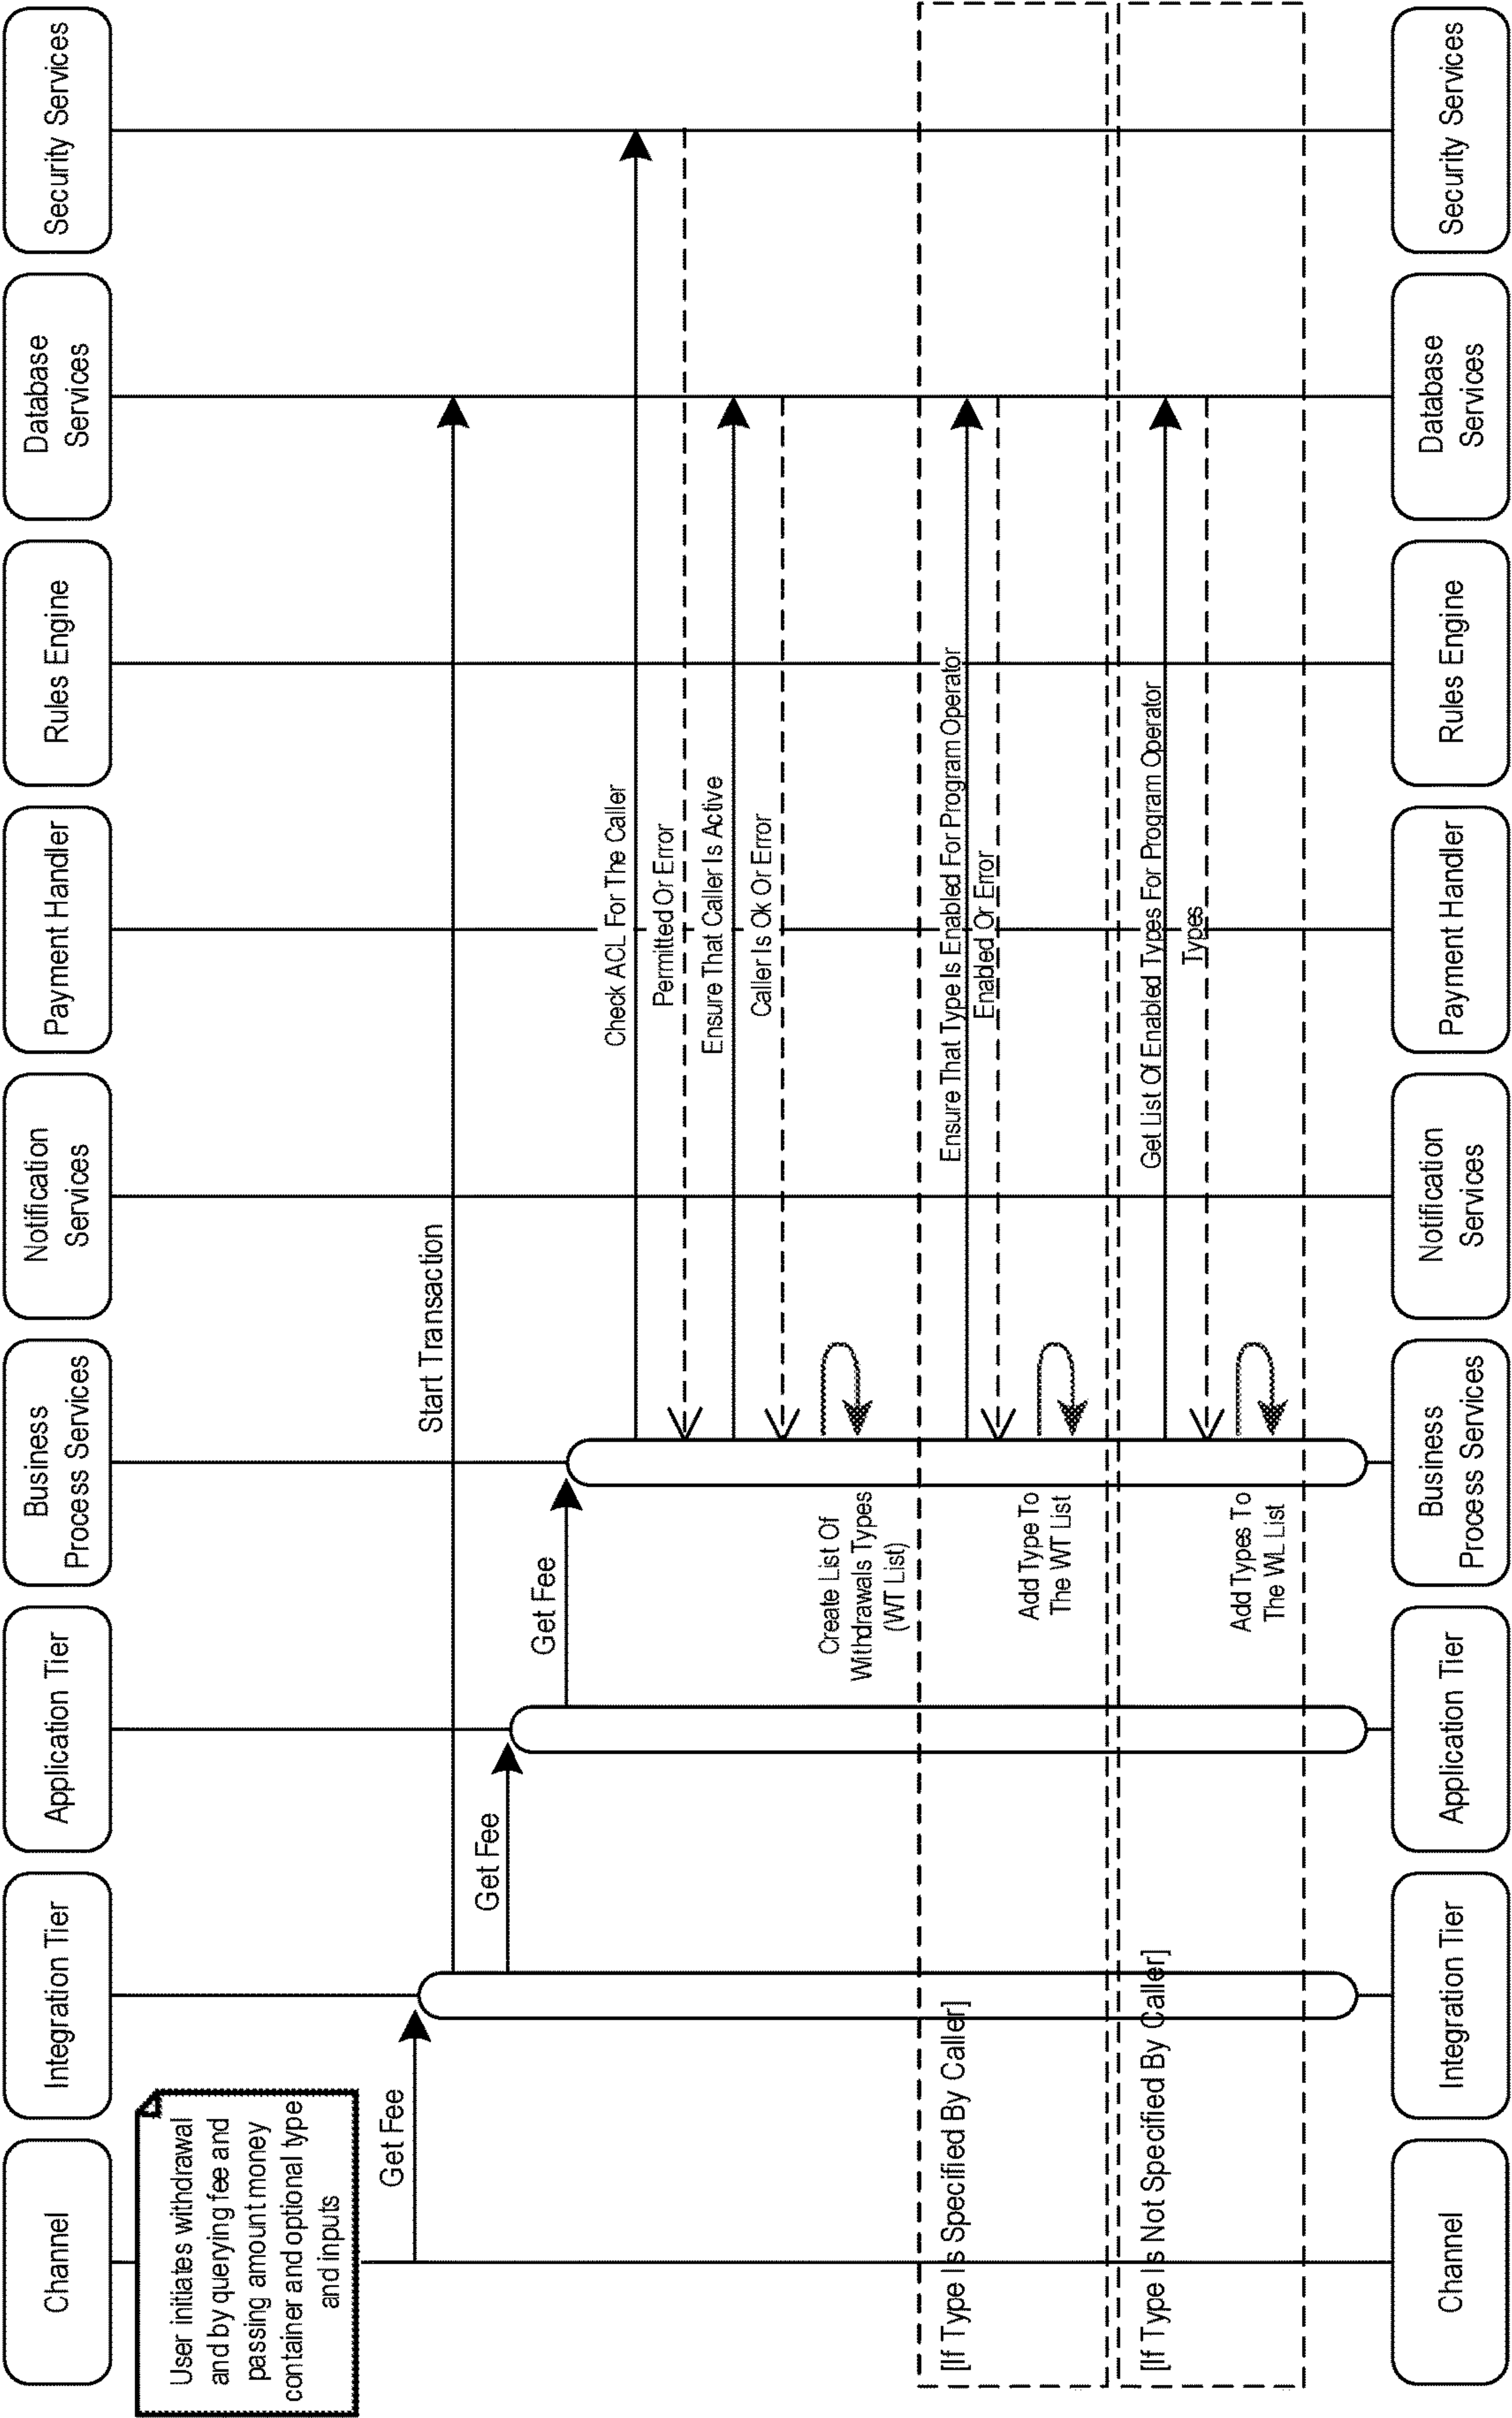 Channel
Integration Tier
Application Tier
Business
Process Services
Notification
Services
Payment Handler
Rules Engine
Database
Services
Security Services
User initiates withdrawal
and by querying fee and
passing amount money
container and optional type
and inputs
Get Fee
Start Transaction
Get Fee
Get Fee
Check ACL For The Caller
Permitted Or Error
Ensure That Caller Is Active
Caller Is Ok Or Error
Create List Of
Withdrawals Types
(WT List)
[If Type Is Specified By Caller]
Ensure That Type Is Enabled For Program Operator
Enabled Or Error
Add Type To
The WT List
[If Type Is Not Specified By Caller]
Get List Of Enabled Types For Program Operator
Types
Add Types To
The WL List
Channel
Integration Tier
Application Tier
Business
Process Services
Notification
Services
Payment Handler
Rules Engine
Database
Services
Security Services